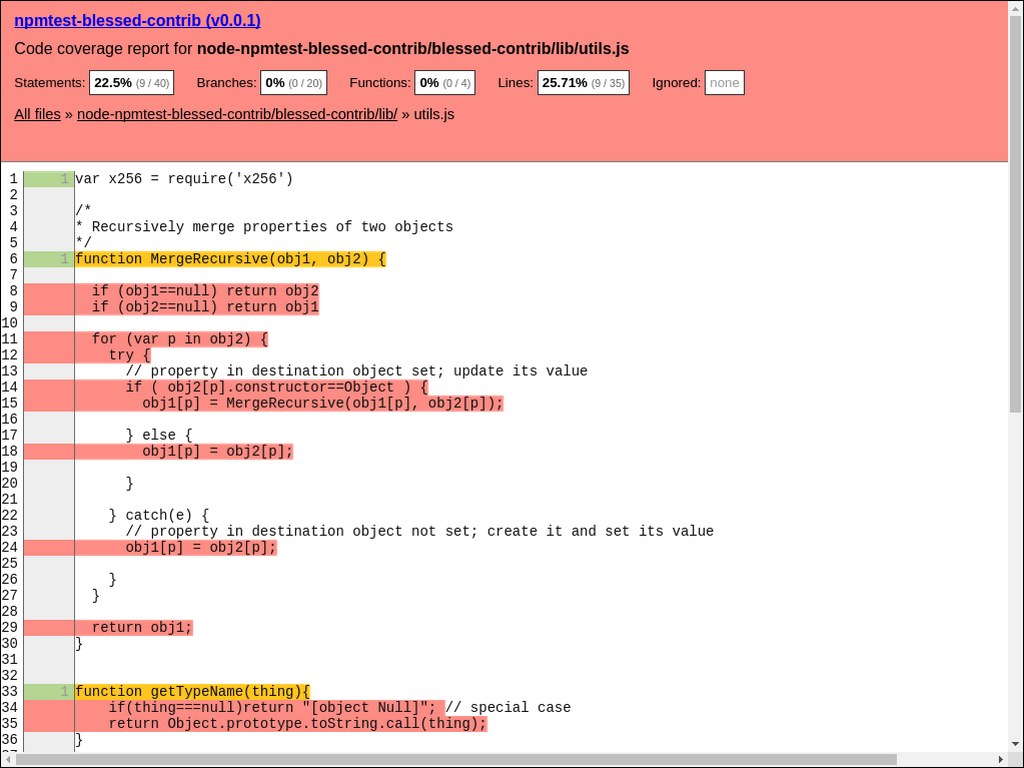 npmtest-blessed-contrib (v0.0.1)
Code coverage report for node-npmtest-blessed-contrib/blessed-contrib/lib/utils.js
Statements: 22.5% (9 / 40) Branches: 0% (0 / 20) Functions: 0% (0 / 4) Lines: 25.71% (9 / 35) Ignored: none
All files » node-npmtest-blessed-contrib/blessed-contrib/lib/ » utils.js
1 1 var x256 = require('x256')
2
3 /*
4 * Recursively merge properties of two objects
5 */
6 1 function MergeRecursive(obj1, obj2) {
7
8 if (obj1==null) return obj2
9 if (obj2==null) return obj1
10
11 for (var p in obj2) {
12 try {
13 // property in destination object set; update its value
14 if ( obj2[p].constructor==Object ) {
15 obj1[p] = MergeRecursive(obj1[p], obj2[p]);
16
17 } else {
18 obj1[p] = obj2[p];
19
20 }
21
22 } catch(e) {
23 // property in destination object not set; create it and set its value
24 obj1[p] = obj2[p];
25
26 }
27 }
28
29 return obj1;
30 }
31
32
33 1 function getTypeName(thing){
34 if(thing===null)return "[object Null]"; // special case
35 return Object.prototype.toString.call(thing);
36 }